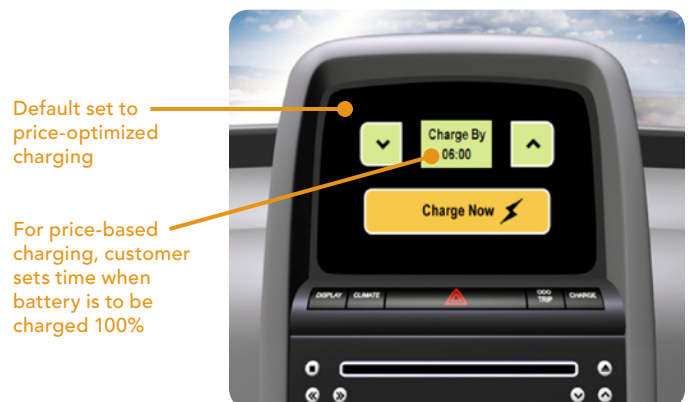 Default set to
price-optimized
charging
For price-based
charging, customer
sets time when
battery is to be
charged 100%
Charge By
06:00
Charge Now
DISPLAY
CLIMATE
ODO
TRIP
CHARGE